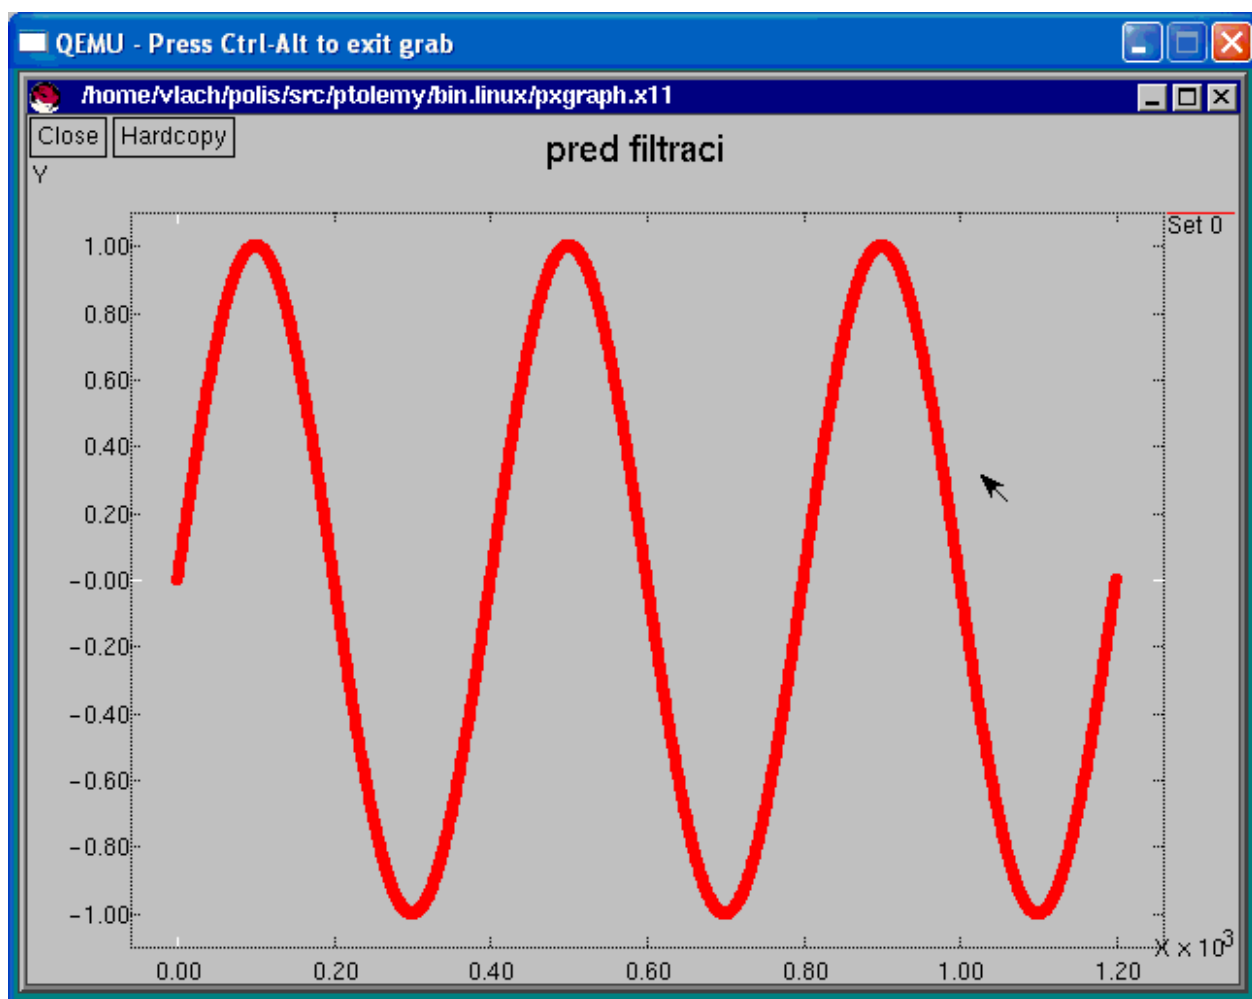 QEMU - Press Ctrl-Alt to exit grab
/home/vlach/polis/src/ptolemy/bin.linux/pxgraph.x11
Close Hardcopy
pred filtraci
Y
Set 0
1.00
0.80
0.60
0.40
0.20
-0.00
-0.20
-0.40
-0.60
-0.80
-1.00
X x 10³
0.00 0.20 0.40 0.60 0.80 1.00 1.20